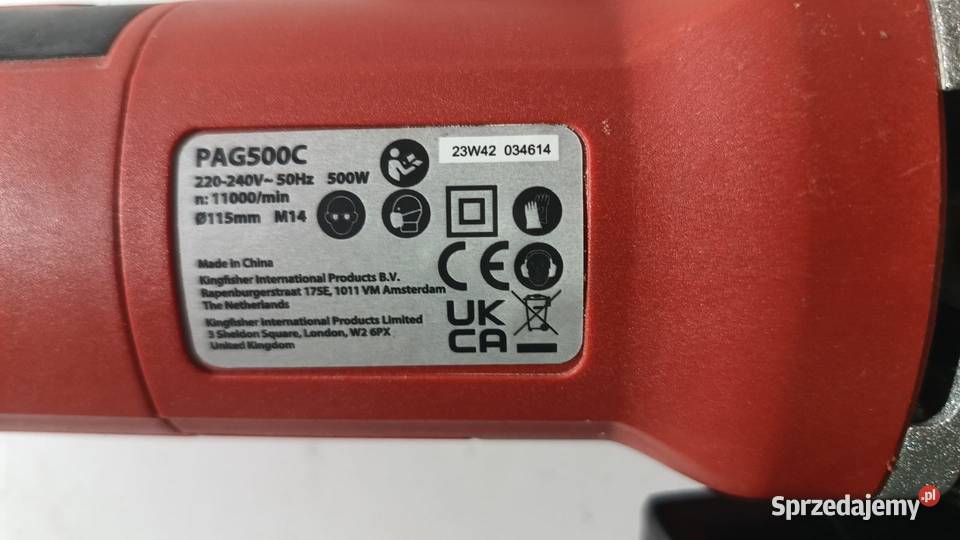 PAG500C
23W42 034614
220-240V~ 50Hz 500W
n: 11000/min
Ø115mm M14
Made in China
Kingfisher International Products B.V.
Rapenburgerstraat 175E, 1011 VM Amsterdam
The Netherlands
Kingfisher International Products Limited
3 Sheldon Square, London, W2 6PX
United Kingdom
CE
UK
CA
Sprzedajemy.pl